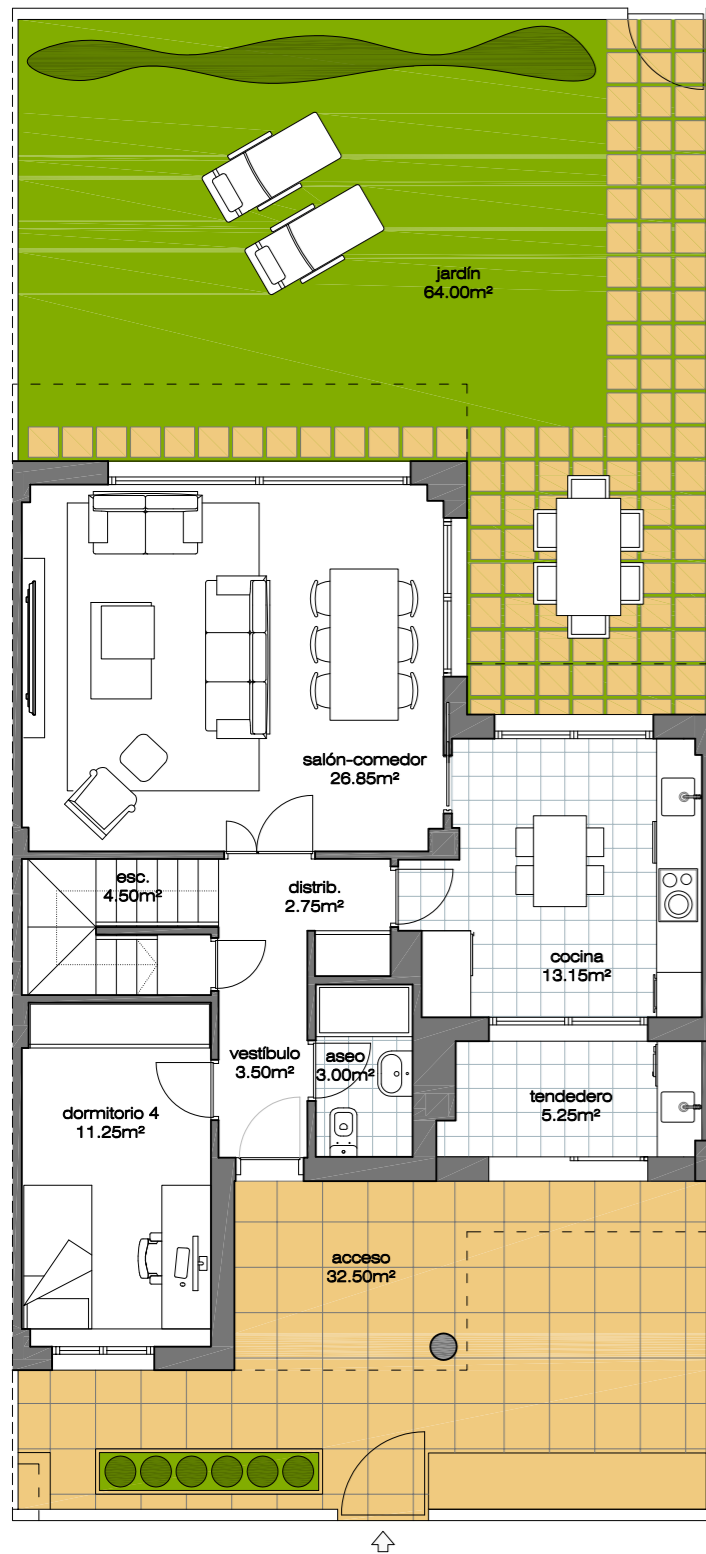 jardín
64.00m²
salón-comedor
26.85m²
esc.
4.50m²
distrib.
2.75m²
cocina
13.15m²
vestíbulo
3.50m²
aseo
3.00m²
dormitorio 4
11.25m²
tendedero
5.25m²
acceso
32.50m²